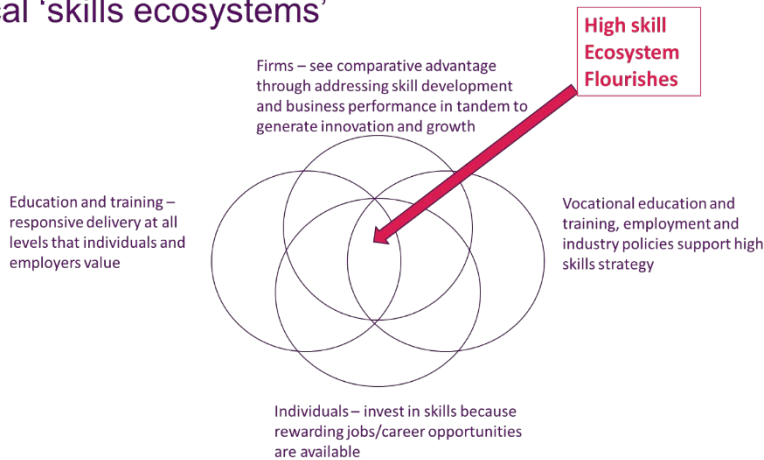 cal ‘skills ecosystems’
High skill
Ecosystem
Flourishes
Firms – see comparative advantage
through addressing skill development
and business performance in tandem to
generate innovation and growth
Education and training –
responsive delivery at all
levels that individuals and
employers value
Vocational education and
training, employment and
industry policies support high
skills strategy
Individuals – invest in skills because
rewarding jobs/career opportunities
are available